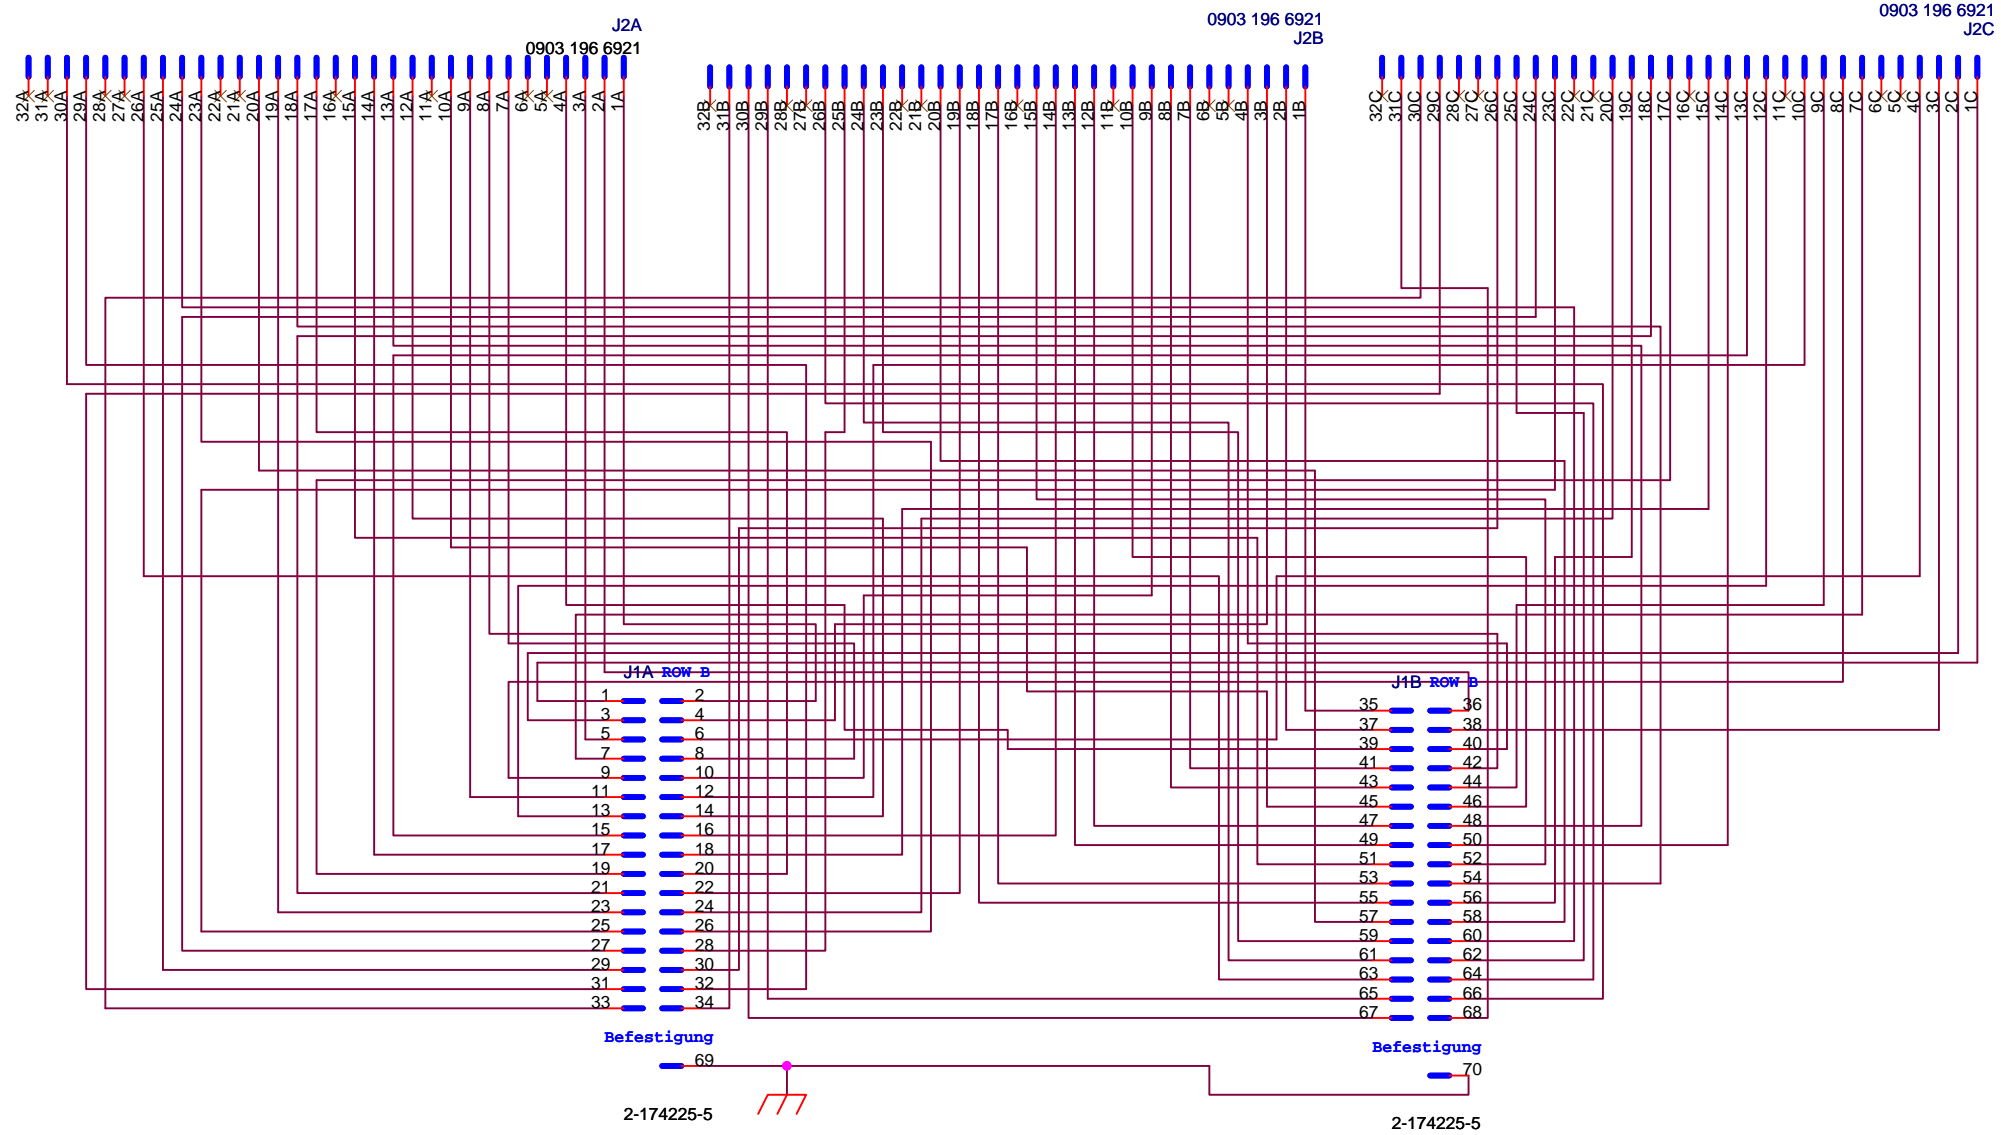 0903 196 6921
J2A
0903 196 6921
J2B
0903 196 6921
J2C
32A 31A 30A 29A 28A 27A 26A 25A 24A 23A 22A 21A 20A 19A 18A 17A 16A 15A 14A 13A 12A 11A 10A 9A 8A 7A 6A 5A 4A 3A 2A 1A
32B 31B 30B 29B 28B 27B 26B 25B 24B 23B 22B 21B 20B 19B 18B 17B 16B 15B 14B 13B 12B 11B 10B 9B 8B 7B 6B 5B 4B 3B 2B 1B
32C 31C 30C 29C 28C 27C 26C 25C 24C 23C 22C 21C 20C 19C 18C 17C 16C 15C 14C 13C 12C 11C 10C 9C 8C 7C 6C 5C 4C 3C 2C 1C
J1A ROW B
1 2
3 4
5 6
7 8
9 10
11 12
13 14
15 16
17 18
19 20
21 22
23 24
25 26
27 28
29 30
31 32
33 34
Befestigung
69
2-174225-5
J1B ROW B
35 36
37 38
39 40
41 42
43 44
45 46
47 48
49 50
51 52
53 54
55 56
57 58
59 60
61 62
63 64
65 66
67 68
Befestigung
70
2-174225-5